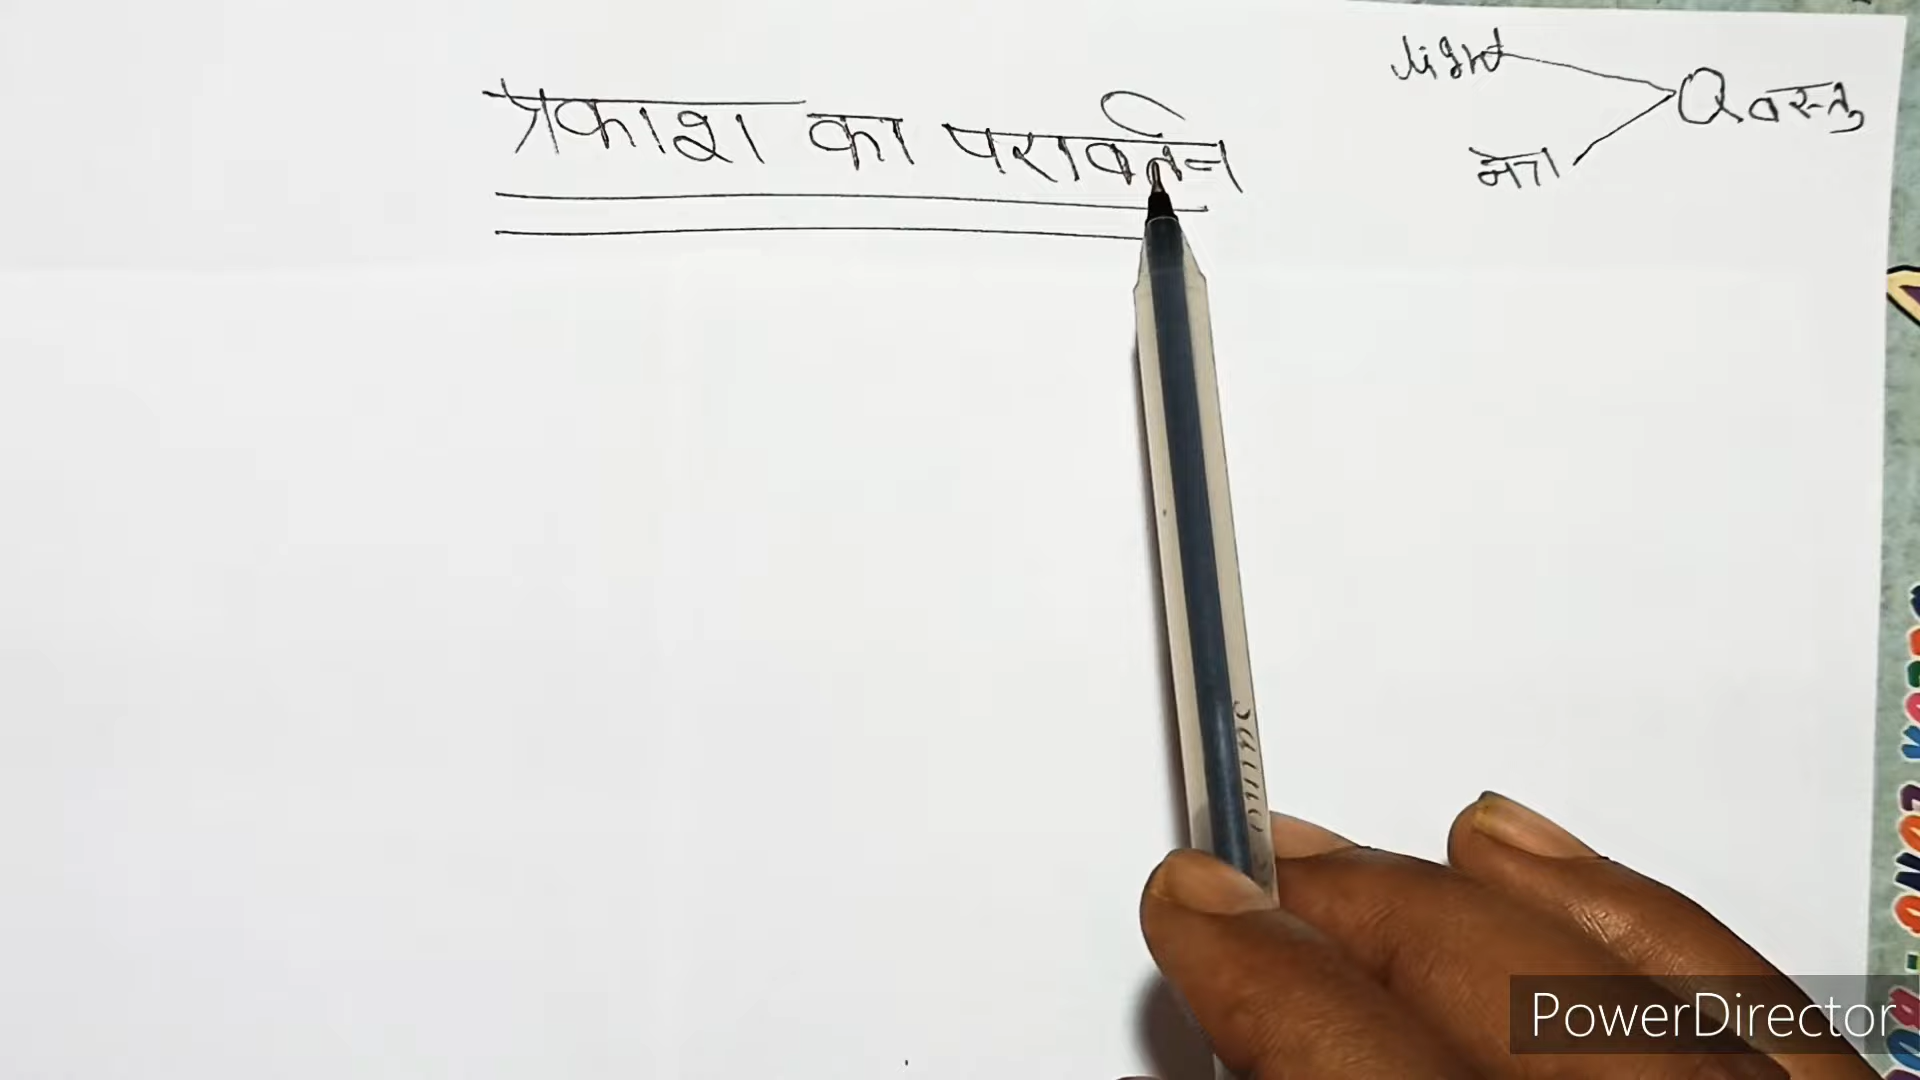 प्रकाश का परावर्तन
light
वस्तु
नेत्र
PowerDirector